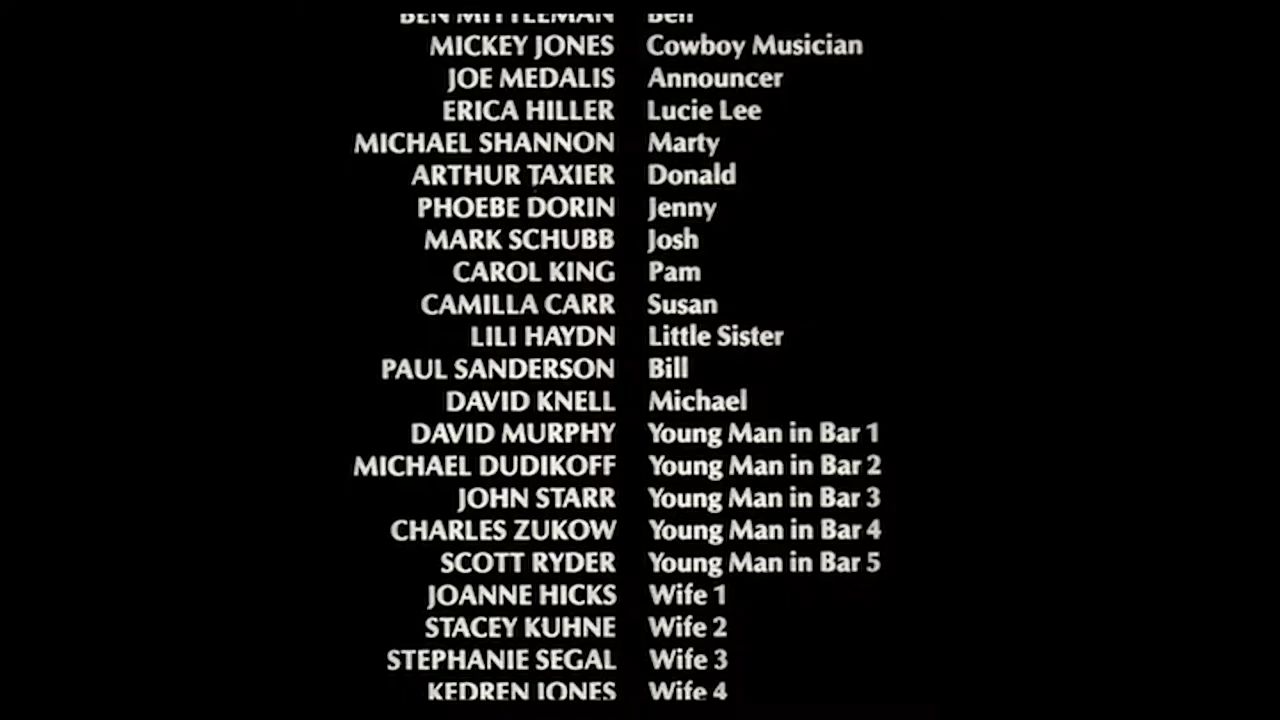 BEN MITTLEMAN Ben
MICKEY JONES Cowboy Musician
JOE MEDALIS Announcer
ERICA HILLER Lucie Lee
MICHAEL SHANNON Marty
ARTHUR TAXIER Donald
PHOEBE DORIN Jenny
MARK SCHUBB Josh
CAROL KING Pam
CAMILLA CARR Susan
LILI HAYDN Little Sister
PAUL SANDERSON Bill
DAVID KNELL Michael
DAVID MURPHY Young Man in Bar 1
MICHAEL DUDIKOFF Young Man in Bar 2
JOHN STARR Young Man in Bar 3
CHARLES ZUKOW Young Man in Bar 4
SCOTT RYDER Young Man in Bar 5
JOANNE HICKS Wife 1
STACEY KUHNE Wife 2
STEPHANIE SEGAL Wife 3
KEDREN JONES Wife 4